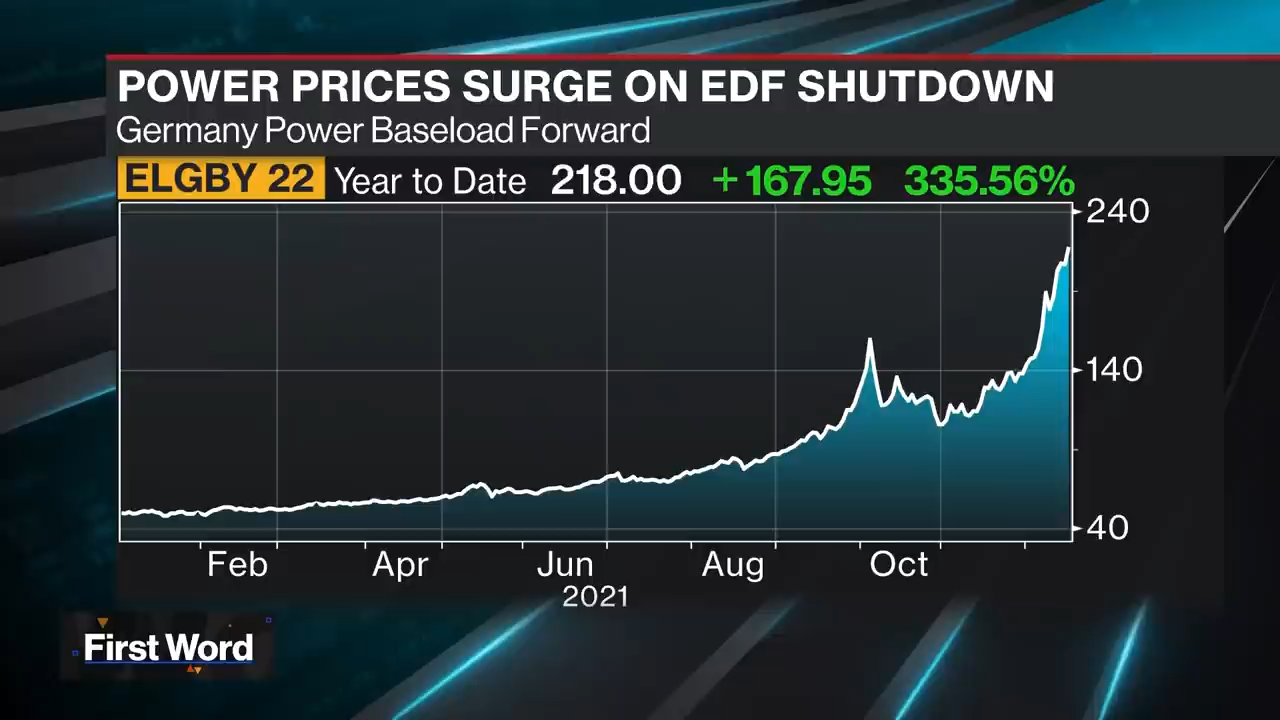 POWER PRICES SURGE ON EDF SHUTDOWN
Germany Power Baseload Forward
ELGBY 22 Year to Date 218.00 +167.95 335.56%
240
140
40
Feb Apr Jun Aug Oct
2021
First Word